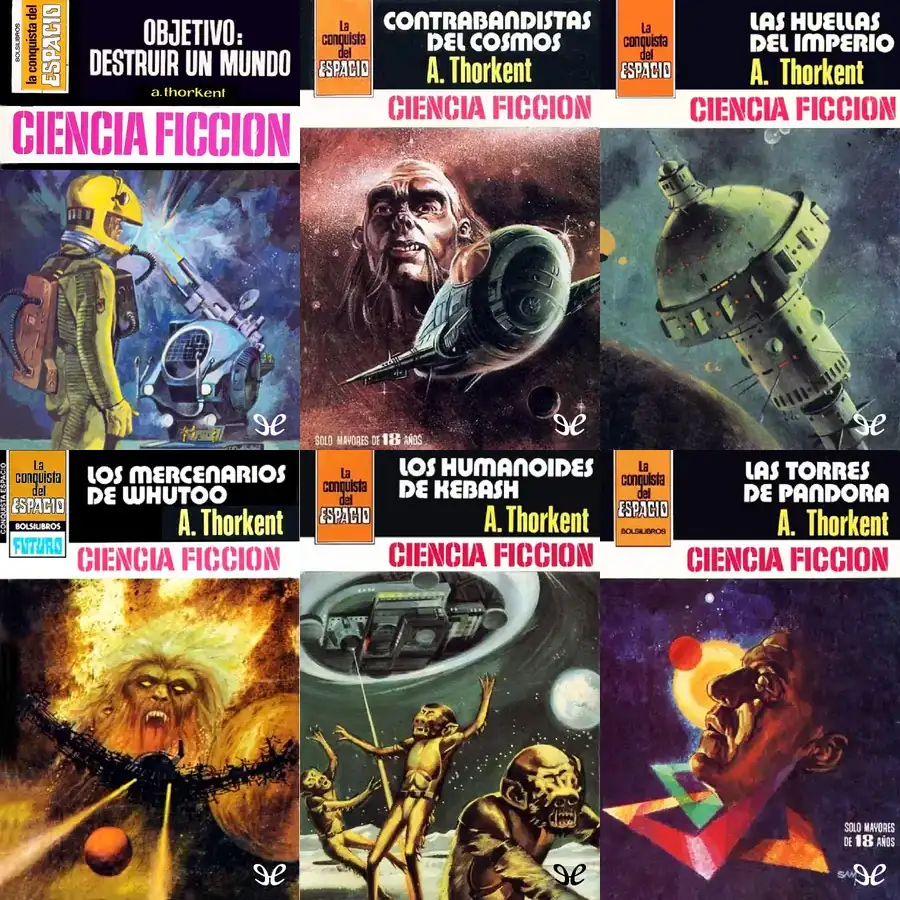 BOLSILIBROS
la conquista del
ESPACIO
OBJETIVO:
DESTRUIR UN MUNDO
a.thorkent
CIENCIA FICCION
La
conquista
del
ESPACIO
CONTRABANDISTAS
DEL COSMOS
A. Thorkent
CIENCIA FICCION
SOLO MAYORES DE 18 AÑOS
La
conquista
del
ESPACIO
LAS HUELLAS
DEL IMPERIO
A. Thorkent
CIENCIA FICCION
CONQUISTA ESPACIO
La
conquista
del
ESPACIO
BOLSILIBROS
FUTURO
LOS MERCENARIOS
DE WHUTOO
A. Thorkent
CIENCIA FICCION
La
conquista
del
ESPACIO
LOS HUMANOIDES
DE KEBASH
A. Thorkent
CIENCIA FICCION
La
conquista
del
ESPACIO
BOLSILIBROS
LAS TORRES
DE PANDORA
A. Thorkent
CIENCIA FICCION
SOLO MAYORES
DE 18 AÑOS